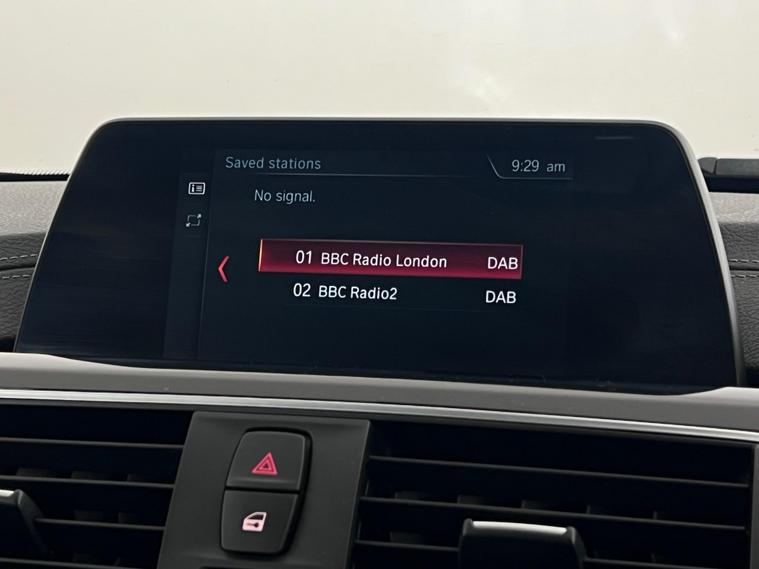 Saved stations 9:29 am
No signal.
01 BBC Radio London DAB
02 BBC Radio2 DAB